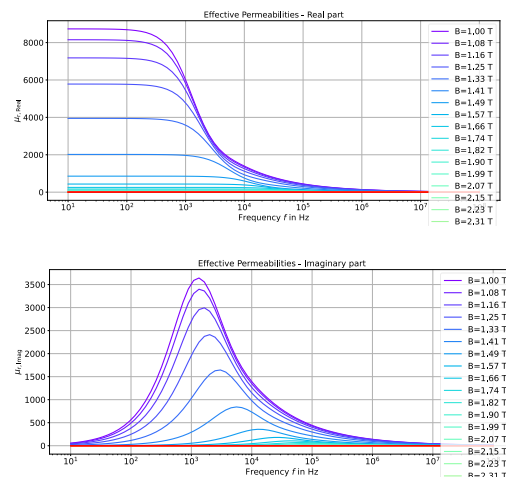 Effective Permeabilities - Real part
8000
6000
4000
2000
0
μr,Real
10¹ 10² 10³ 10⁴ 10⁵ 10⁶ 10⁷
Frequency f in Hz
B=1,00 T
B=1,08 T
B=1,16 T
B=1,25 T
B=1,33 T
B=1,41 T
B=1,49 T
B=1,57 T
B=1,66 T
B=1,74 T
B=1,82 T
B=1,90 T
B=1,99 T
B=2,07 T
B=2,15 T
B=2,23 T
B=2,31 T
Effective Permeabilities - Imaginary part
3500
3000
2500
2000
1500
1000
500
0
μr,Imag
10¹ 10² 10³ 10⁴ 10⁵ 10⁶ 10⁷
Frequency f in Hz
B=1,00 T
B=1,08 T
B=1,16 T
B=1,25 T
B=1,33 T
B=1,41 T
B=1,49 T
B=1,57 T
B=1,66 T
B=1,74 T
B=1,82 T
B=1,90 T
B=1,99 T
B=2,07 T
B=2,15 T
B=2,23 T
B=2,31 T